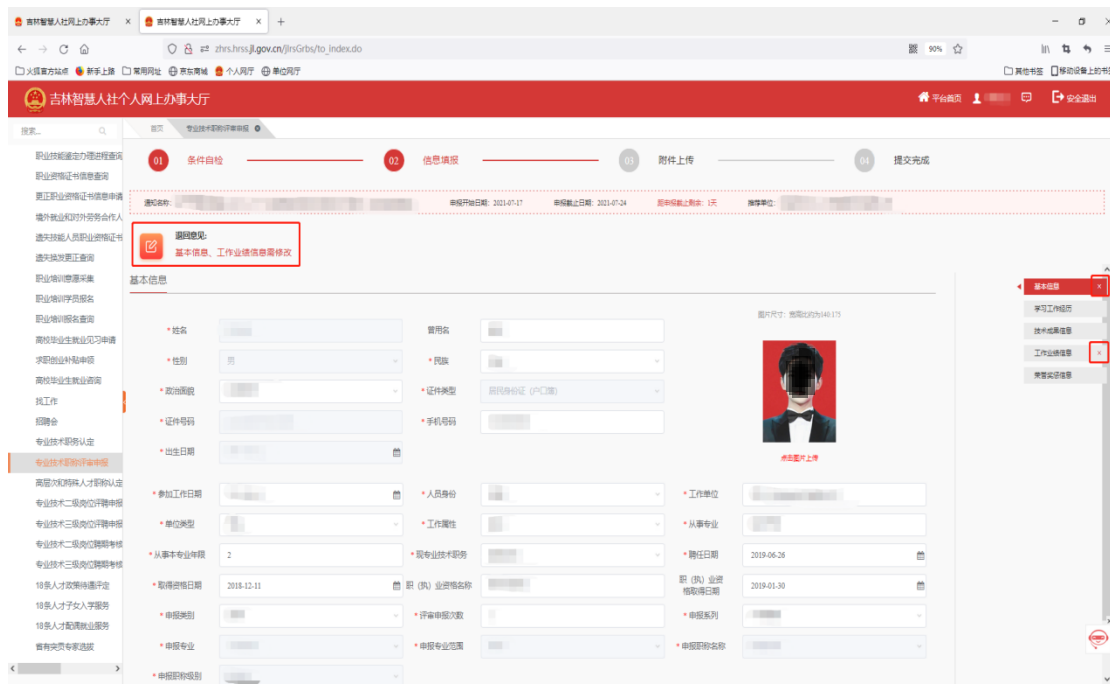 吉林智慧人社网上办事大厅 × 吉林智慧人社网上办事大厅 × +
zhrs.hrss.jl.gov.cn/jlrsGrbs/to_index.do 90%
火狐官方站点 新手上路 常用网址 京东商城 个人网厅 单位网厅 其他书签 移动设备上的书签
吉林智慧人社个人网上办事大厅 平台首页 安全退出
搜索... 首页 专业技术职称评审申报
职业技能鉴定办理进程查询
职业资格证书信息查询
更正职业资格证书信息申请
境外就业和对外劳务合作人
遗失技能人员职业资格证书
遗失换发更正查询
职业培训意愿采集
职业培训学员报名
职业培训报名查询
高校毕业生就业见习申请
求职创业补贴申领
高校毕业生就业咨询
找工作
招聘会
专业技术职务认定
专业技术职称评审申报
高层次和特殊人才职称认定
专业技术二级岗位评聘申报
专业技术三级岗位评聘申报
专业技术二级岗位聘期考核
专业技术三级岗位聘期考核
18条人才政策待遇评定
18条人才子女入学服务
18条人才配偶就业服务
省有突贡专家选拔
01 条件自检 02 信息填报 03 附件上传 04 提交完成
通知名称: 申报开始日期: 2021-07-17 申报截止日期: 2021-07-24 距申报截止剩余: 1天 推荐单位:
退回意见:
基本信息、工作业绩信息需修改
基本信息
图片尺寸: 宽高比约为140:175
* 姓名 曾用名
* 性别 男 * 民族
* 政治面貌 * 证件类型 居民身份证（户口簿）
* 证件号码 * 手机号码
* 出生日期
点击图片上传
* 参加工作日期 * 人员身份 * 工作单位
* 单位类型 * 工作属性 * 从事专业
* 从事本专业年限 2 * 现专业技术职务 * 聘任日期 2019-06-26
* 取得资格日期 2018-12-11 职（执）业资格名称 职（执）业资格取得日期 2019-01-30
* 申报类别 * 评审申报次数 * 申报系列
* 申报专业 * 申报专业范围 * 申报职称名称
* 申报职称级别
基本信息 ×
学习工作经历
技术成果信息
工作业绩信息 ×
荣誉奖惩信息